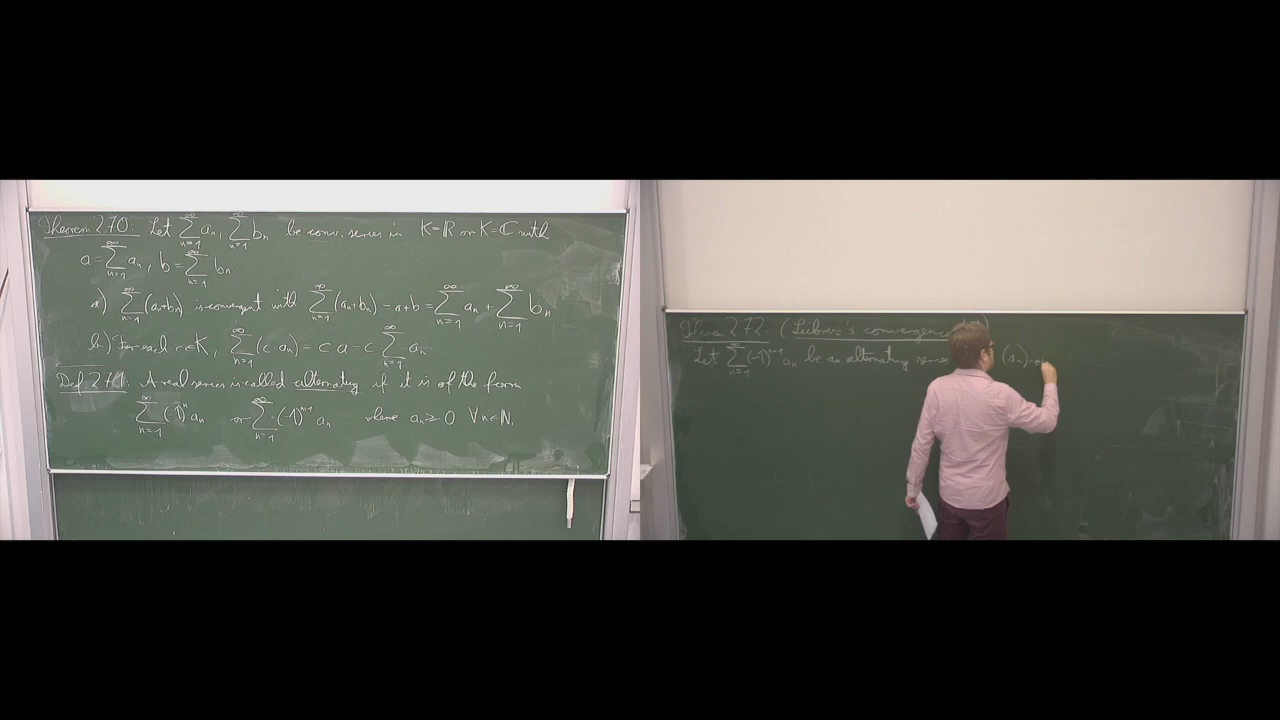 Theorem 2.70. Let ∑_{n=1}^∞ a_n, ∑_{n=1}^∞ b_n be conv. series in K=ℝ or K=ℂ with
a=∑_{n=1}^∞ a_n, b=∑_{n=1}^∞ b_n.
a) ∑_{n=1}^∞ (a_n+b_n) is convergent with ∑_{n=1}^∞ (a_n+b_n) = a+b = ∑_{n=1}^∞ a_n + ∑_{n=1}^∞ b_n
b) For each c∈K, ∑_{n=1}^∞ (c·a_n) = c·a = c ∑_{n=1}^∞ a_n
Def. 2.71. A real series is called alternating if it is of the form
∑_{n=1}^∞ (-1)^n a_n or ∑_{n=1}^∞ (-1)^{n+1} a_n where a_n ≥ 0 ∀n∈ℕ.
Theorem 2.72. (Leibniz's convergence
Let ∑_{n=1}^∞ (-1)^{n+1} a_n be an alternating series (a_n)